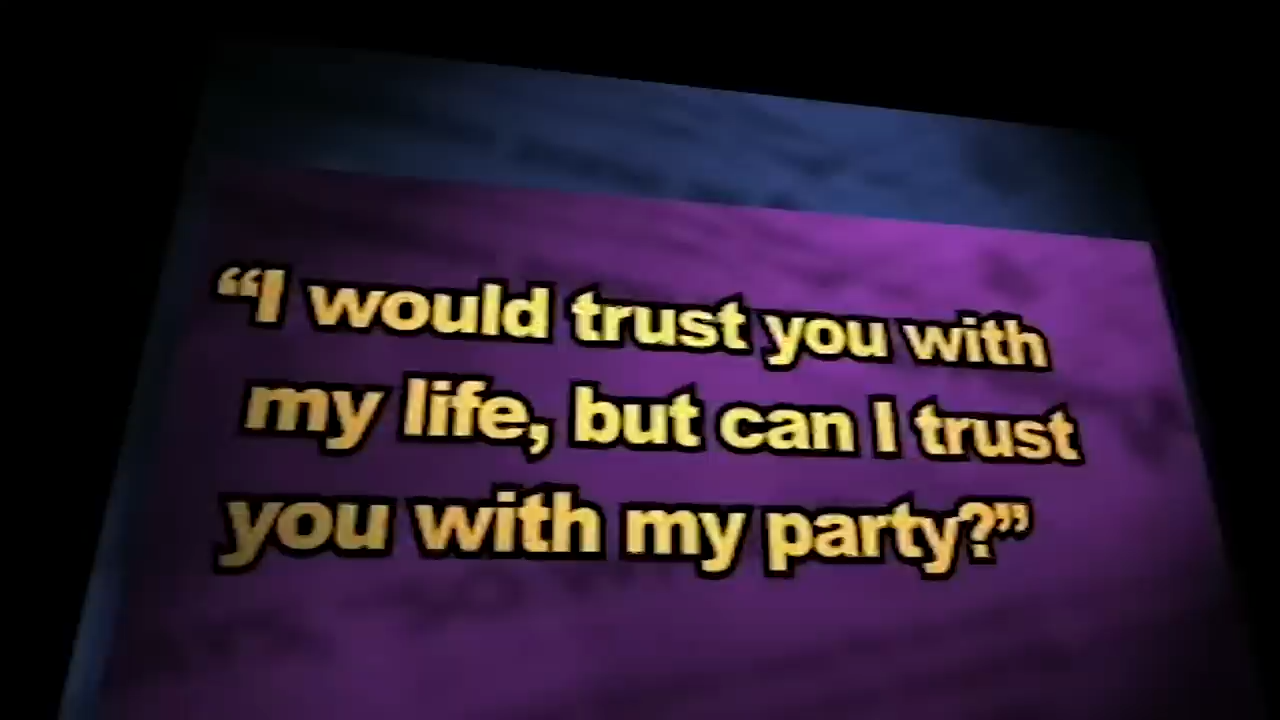 “I would trust you with
my life, but can I trust
you with my party?”